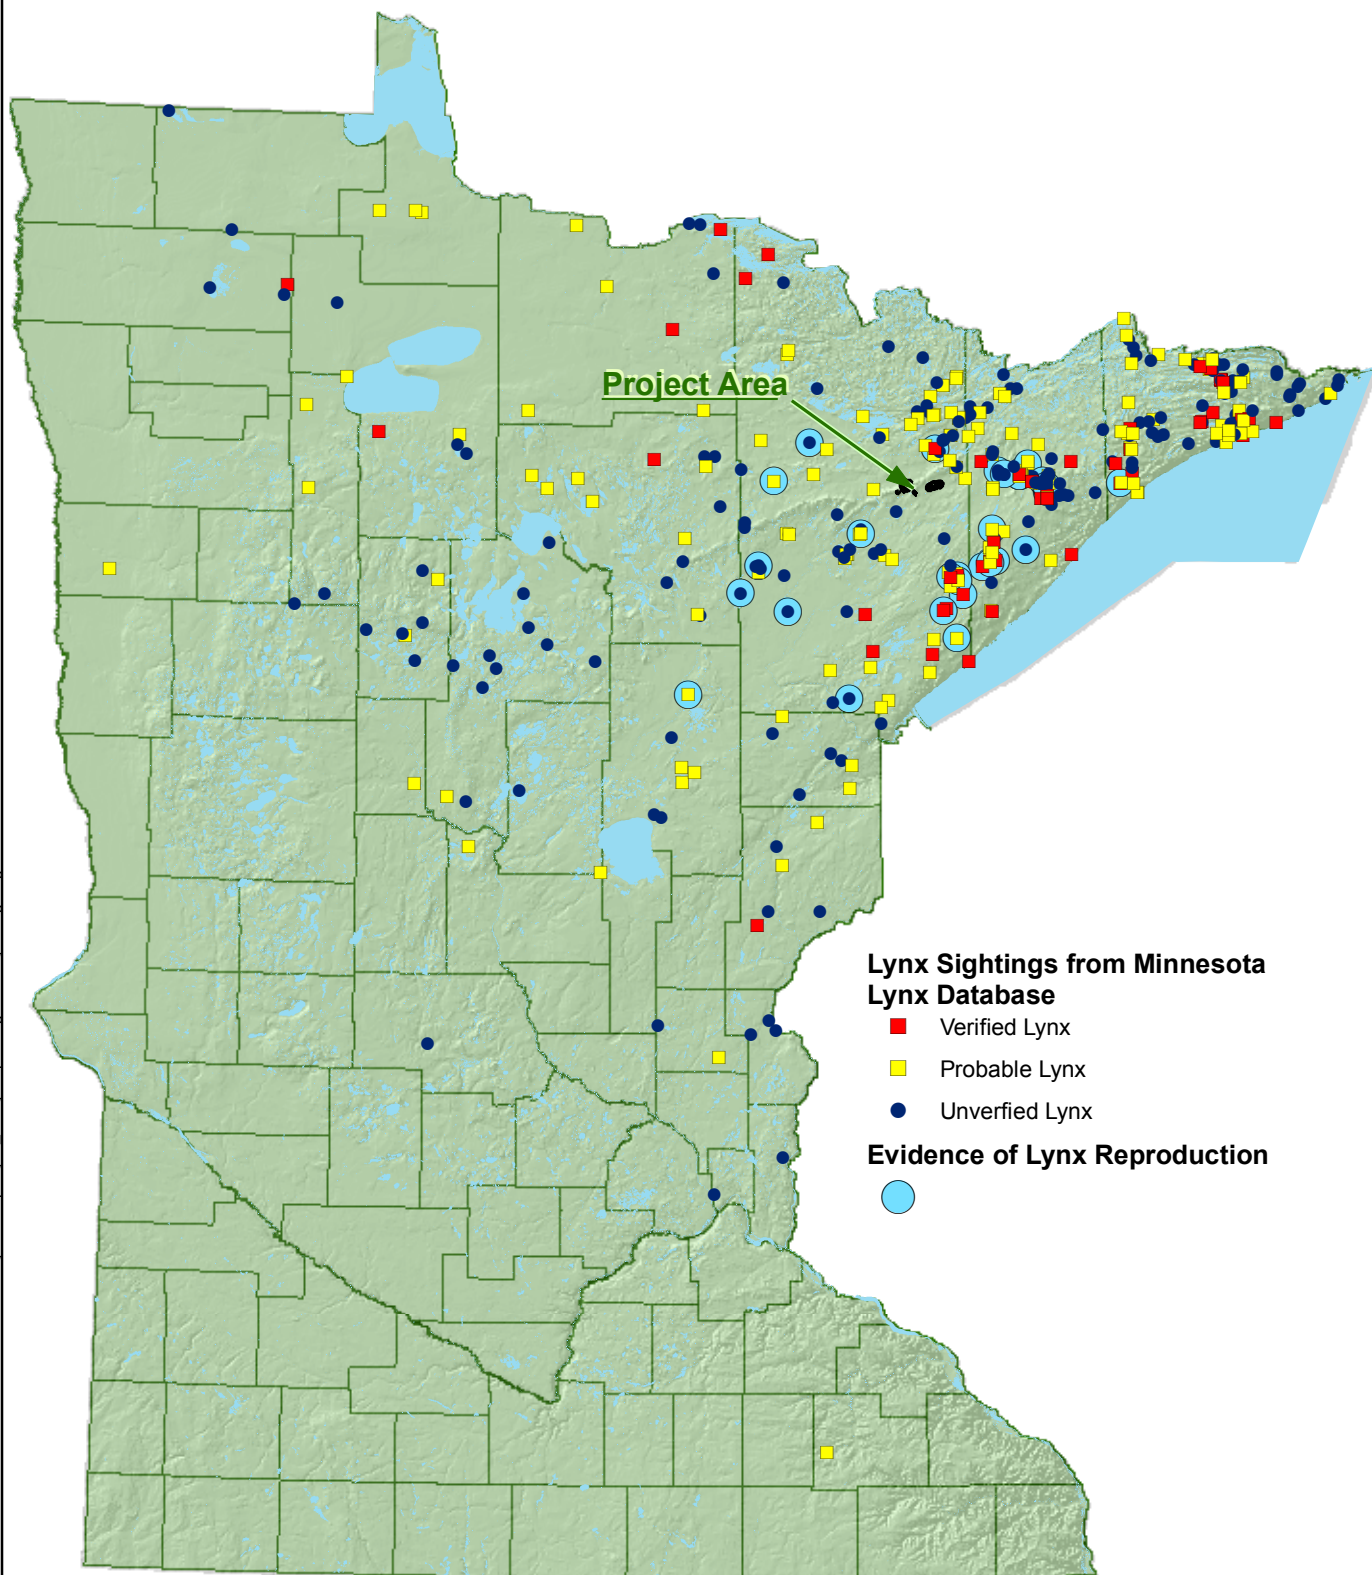 Project Area
Lynx Sightings from Minnesota
Lynx Database
Verified Lynx
Probable Lynx
Unverfied Lynx
Evidence of Lynx Reproduction